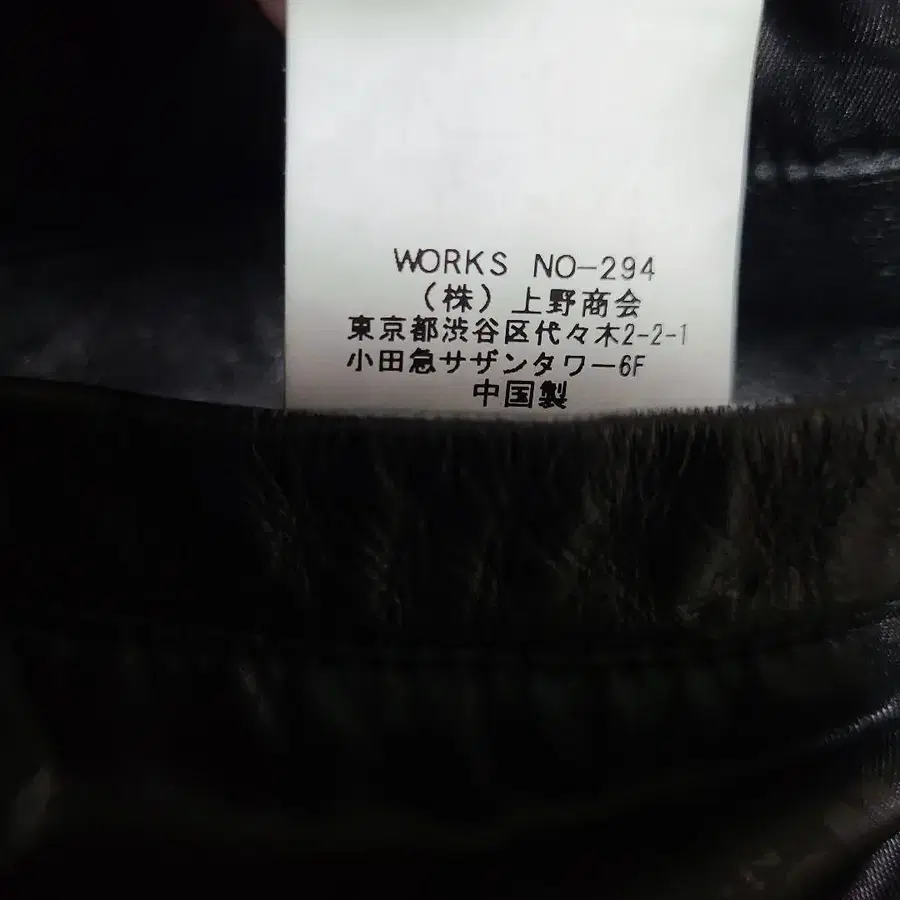 WORKS NO-294
（株）上野商会
東京都渋谷区代々木2-2-1
小田急サザンタワー6F
中国製